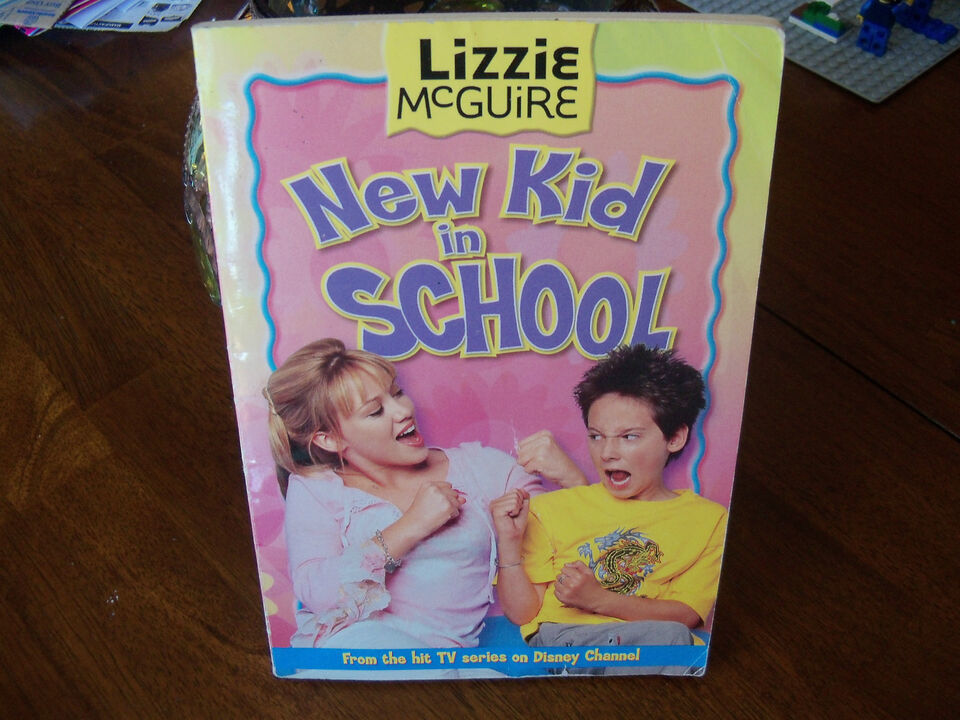 Lizzie
McGUiRE
New Kid
in
SCHOOL
From the hit TV series on Disney Channel